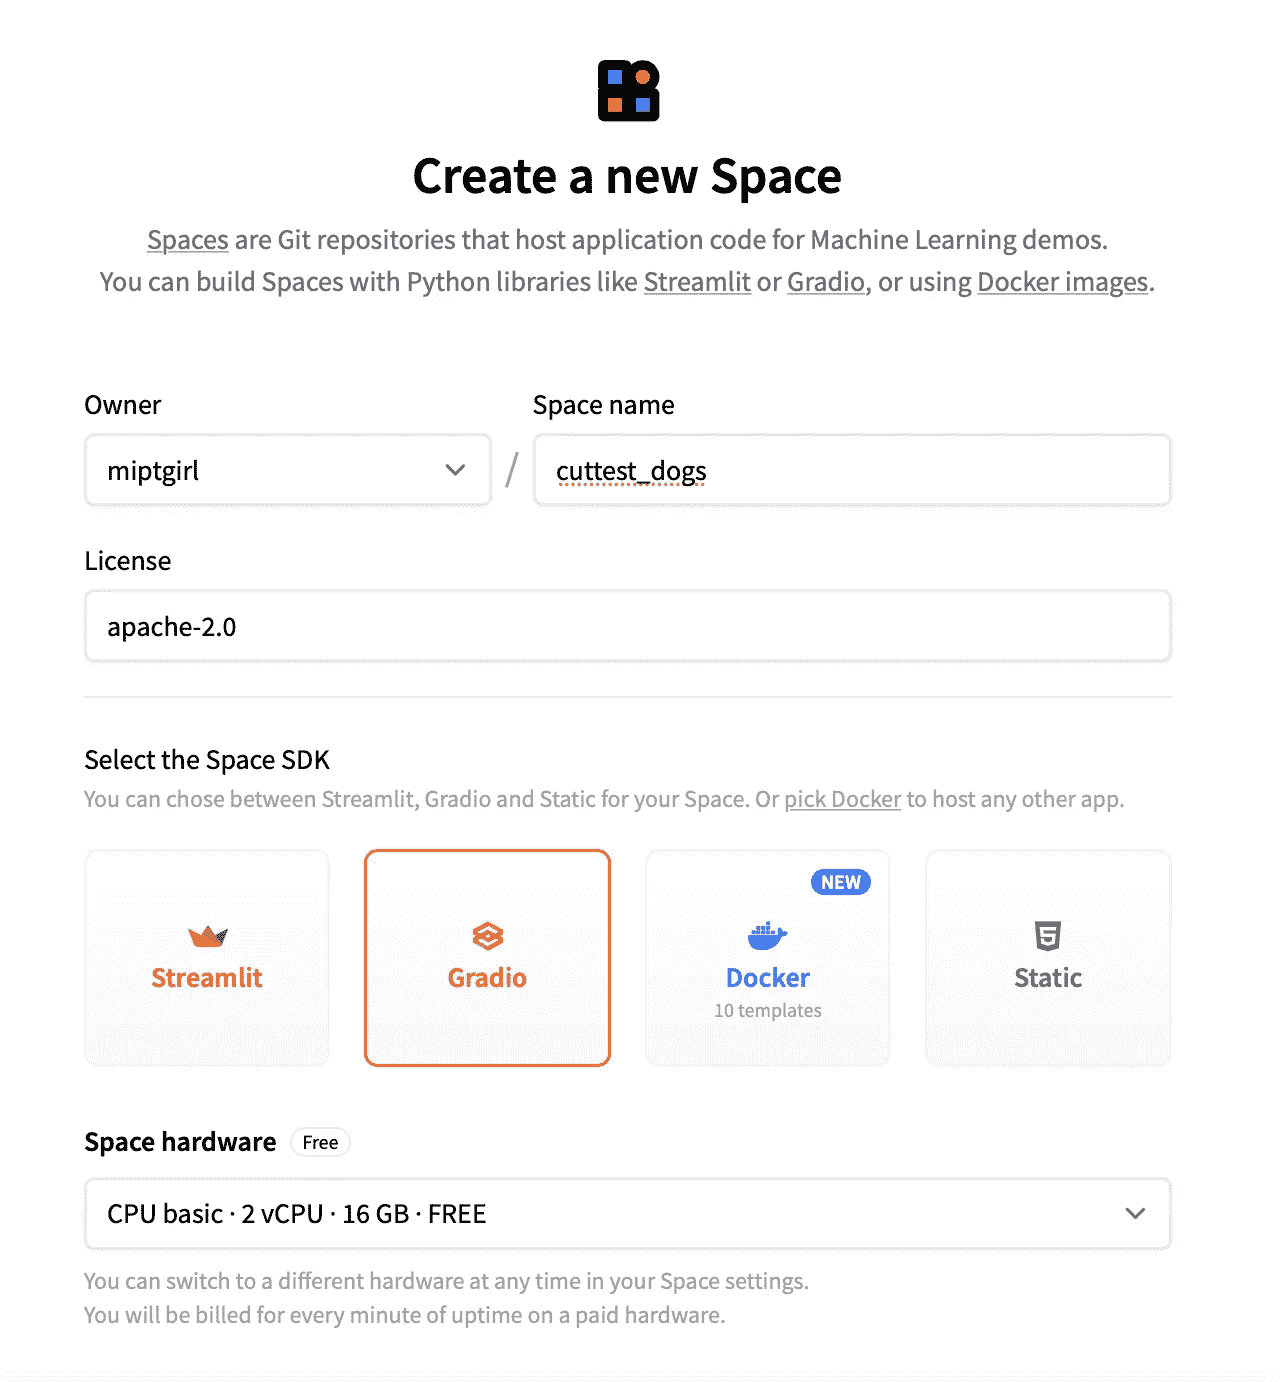 Create a new Space
Spaces are Git repositories that host application code for Machine Learning demos.
You can build Spaces with Python libraries like Streamlit or Gradio, or using Docker images.
Owner
Space name
miptgirl
/
cuttest_dogs
License
apache-2.0
Select the Space SDK
You can chose between Streamlit, Gradio and Static for your Space. Or pick Docker to host any other app.
Streamlit
Gradio
NEW
Docker
10 templates
5
Static
Space hardware Free
CPU basic · 2 vCPU · 16 GB · FREE
You can switch to a different hardware at any time in your Space settings.
You will be billed for every minute of uptime on a paid hardware.